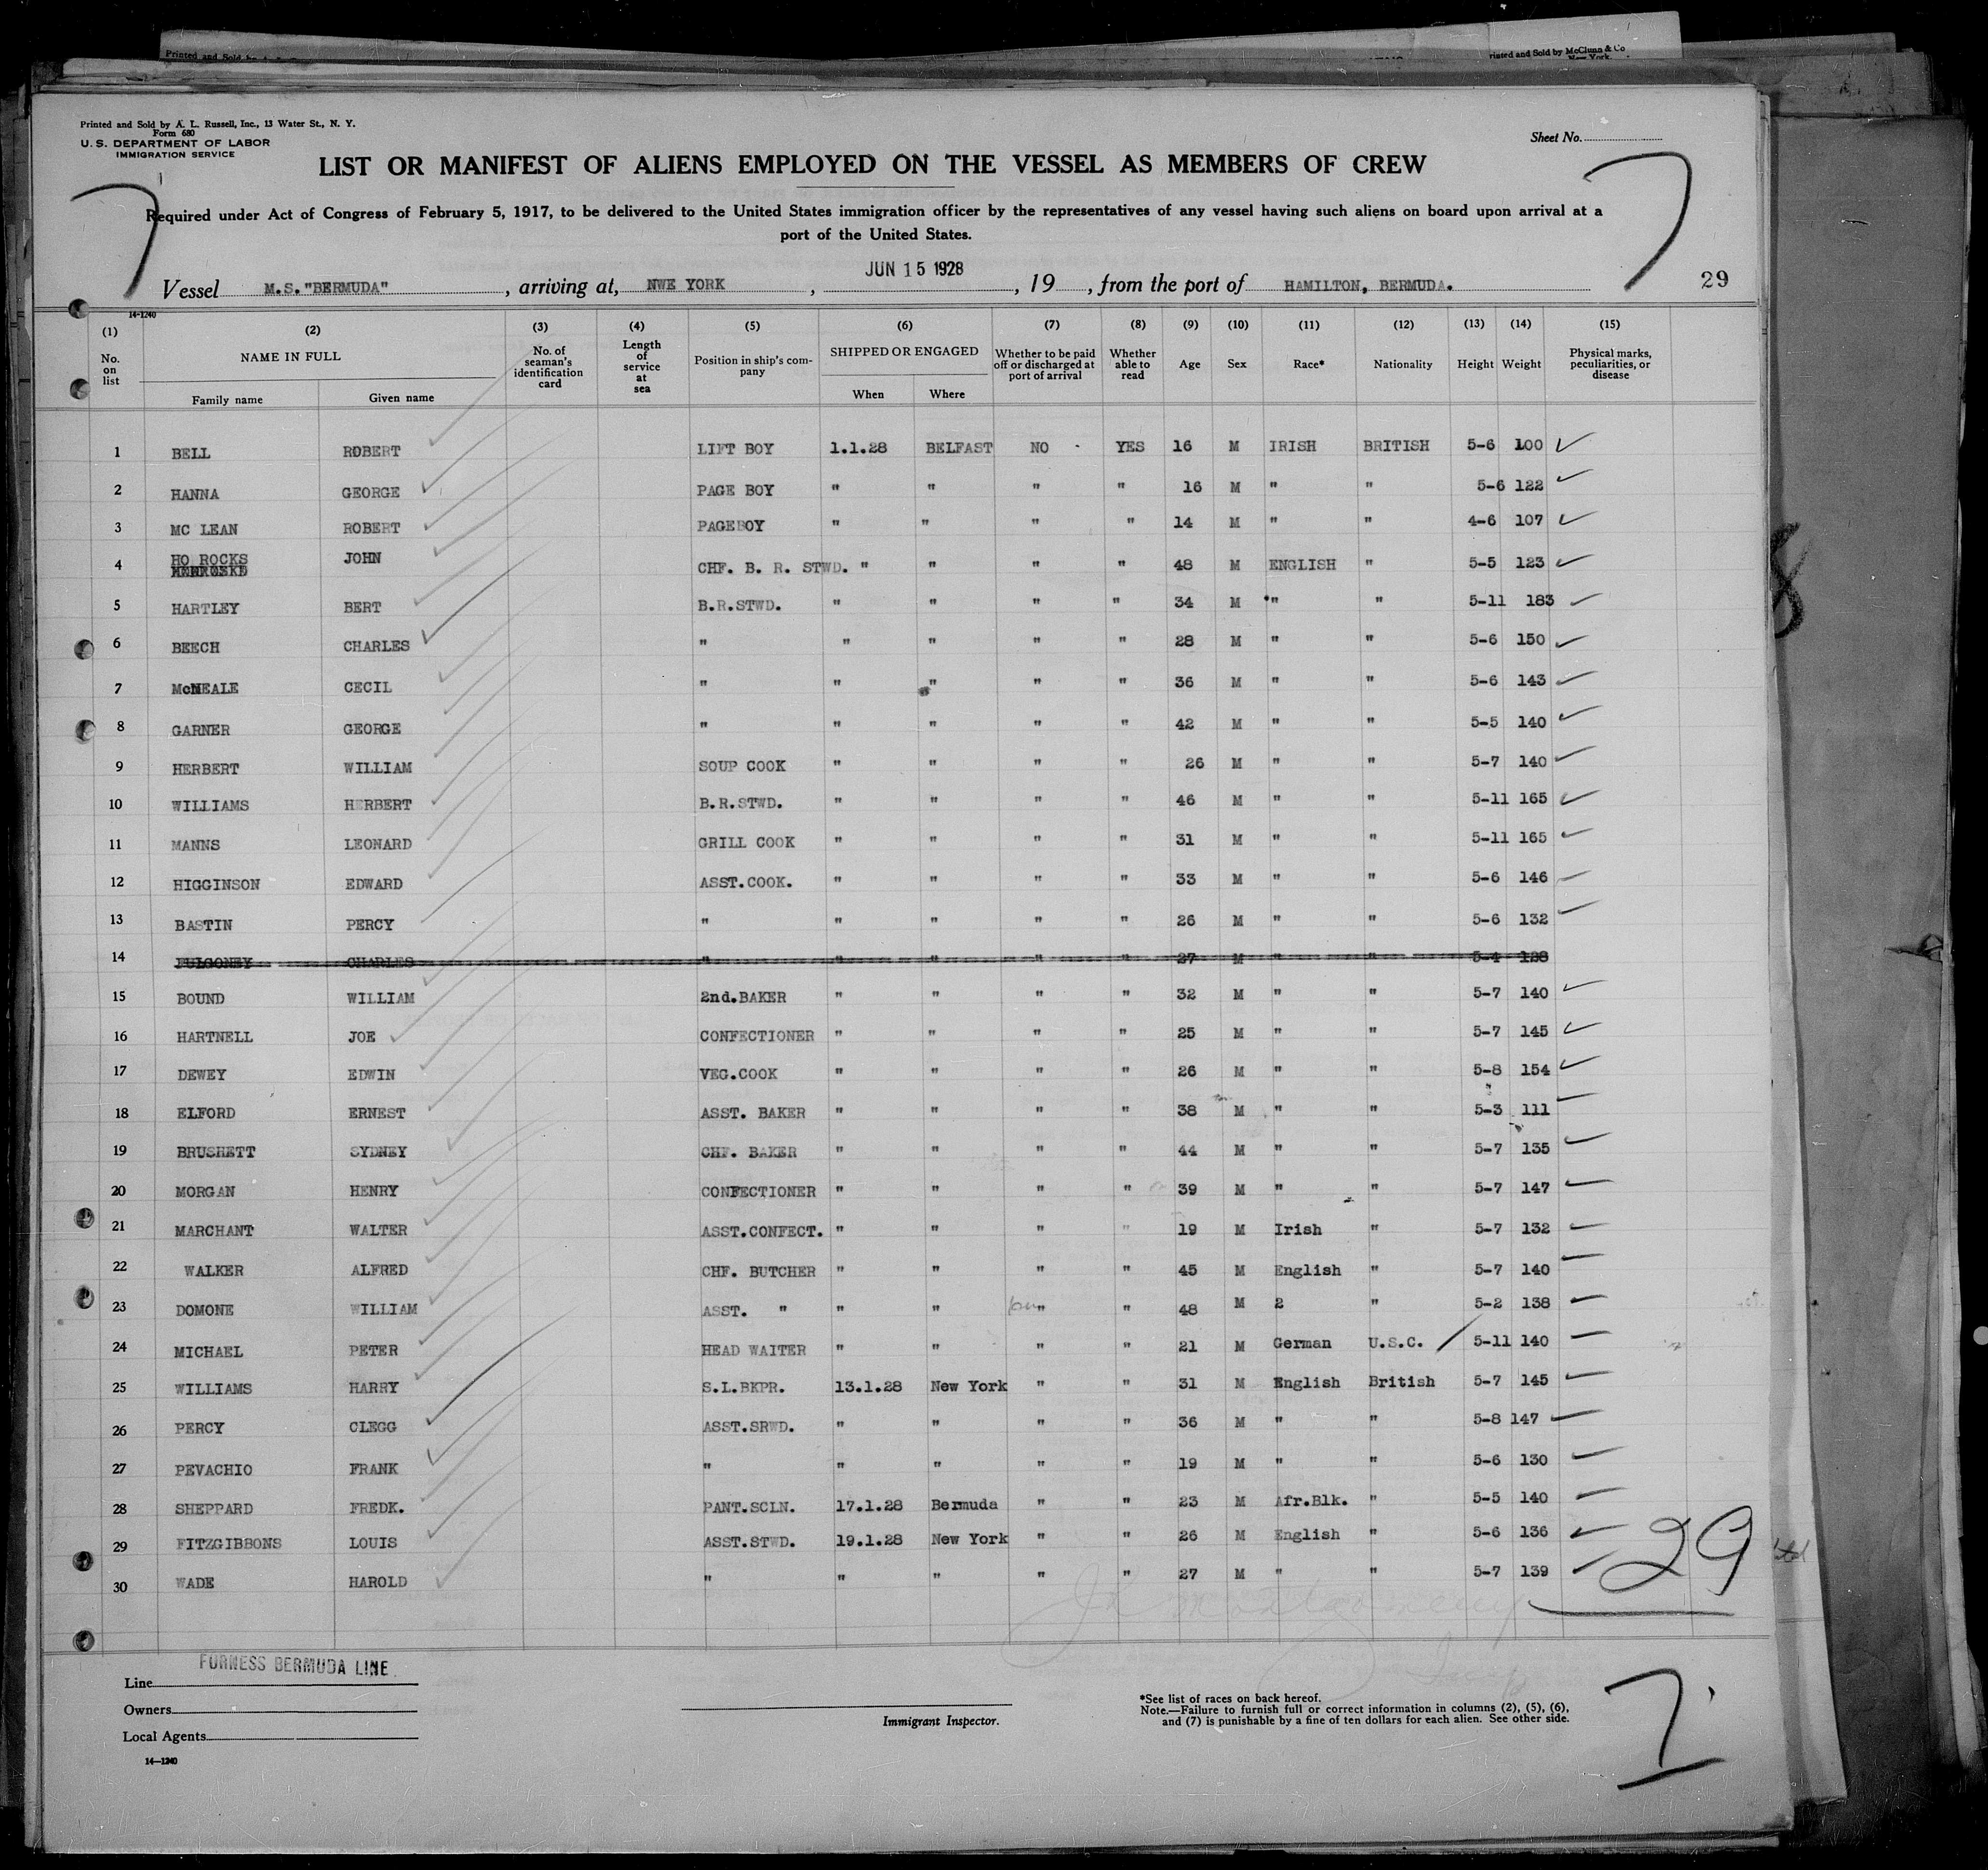 Printed and Sold by
rinted and Sold by McClunn & Co
New York.
Printed and Sold by A. L. Russell, Inc., 13 Water St., N. Y.
Form 680
U. S. DEPARTMENT OF LABOR
IMMIGRATION SERVICE
Sheet No.
LIST OR MANIFEST OF ALIENS EMPLOYED ON THE VESSEL AS MEMBERS OF CREW
7 7
Required under Act of Congress of February 5, 1917, to be delivered to the United States immigration officer by the representatives of any vessel having such aliens on board upon arrival at a
port of the United States.
Vessel M.S."BERMUDA" , arriving at, NWE YORK , JUN 15 1928 , 19 , from the port of HAMILTON, BERMUDA. 29
14-1240
(1) (2) (3) (4) (5) (6) (7) (8) (9) (10) (11) (12) (13) (14) (15)
No. on list NAME IN FULL Family name Given name No. of seaman's identification card Length of service at sea Position in ship's company SHIPPED OR ENGAGED When Where Whether to be paid off or discharged at port of arrival Whether able to read Age Sex Race* Nationality Height Weight Physical marks, peculiarities, or disease
1 BELL ROBERT LIFT BOY 1.1.28 BELFAST NO - YES 16 M IRISH BRITISH 5-6 100
2 HANNA GEORGE PAGE BOY " " " " 16 M " " 5-6 122
3 MC LEAN ROBERT PAGEBOY " " " " 14 M " " 4-6 107
4 HO ROCKS JOHN CHF. B. R. STWD. " " " " 48 M ENGLISH " 5-5 123
5 HARTLEY BERT B.R.STWD. " " " " 34 M " " 5-11 183
6 BEECH CHARLES " " " " " 28 M " " 5-6 150
7 McNEALE CECIL " " " " " 36 M " " 5-6 143
8 GARNER GEORGE " " " " " 42 M " " 5-5 140
9 HERBERT WILLIAM SOUP COOK " " " " 26 M " " 5-7 140
10 WILLIAMS HERBERT B.R.STWD. " " " " 46 M " " 5-11 165
11 MANNS LEONARD GRILL COOK " " " " 31 M " " 5-11 165
12 HIGGINSON EDWARD ASST.COOK. " " " " 33 M " " 5-6 146
13 BASTIN PERCY " " " " " 26 M " " 5-6 132
14 FULGONEY CHARLES " " " " " 27 M " " 5-4 128
15 BOUND WILLIAM 2nd.BAKER " " " " 32 M " " 5-7 140
16 HARTNELL JOE CONFECTIONER " " " " 25 M " " 5-7 145
17 DEWEY EDWIN VEG.COOK " " " " 26 M " " 5-8 154
18 ELFORD ERNEST ASST. BAKER " " " " 38 M " " 5-3 111
19 BRUSHETT SYDNEY CHF. BAKER " " " " 44 M " " 5-7 135
20 MORGAN HENRY CONFECTIONER " " " " 39 M " " 5-7 147
21 MARCHANT WALTER ASST.CONFECT. " " " " 19 M Irish " 5-7 132
22 WALKER ALFRED CHF. BUTCHER " " " " 45 M English " 5-7 140
23 DOMONE WILLIAM ASST. " " " " " 48 M 2 " 5-2 138
24 MICHAEL PETER HEAD WAITER " " " " 21 M German U.S.C. 5-11 140
25 WILLIAMS HARRY S.L.BKPR. 13.1.28 New York " " 31 M English British 5-7 145
26 PERCY CLEGG ASST.SRWD. " " " " 36 M " " 5-8 147
27 PEVACHIO FRANK " " " " " 19 M " " 5-6 130
28 SHEPPARD FREDK. PANT.SCLN. 17.1.28 Bermuda " " 23 M Afr.Blk. " 5-5 140
29 FITZGIBBONS LOUIS ASST.STWD. 19.1.28 New York " " 26 M English " 5-6 136
30 WADE HAROLD " " " " " 27 M " " 5-7 139
29
Line FURNESS BERMUDA LINE
Owners
Local Agents
14-1240
Immigrant Inspector.
*See list of races on back hereof.
Note.—Failure to furnish full or correct information in columns (2), (5), (6),
and (7) is punishable by a fine of ten dollars for each alien. See other side.